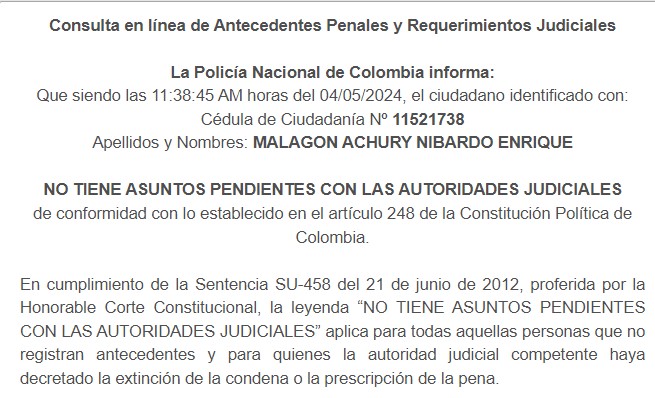 Consulta en línea de Antecedentes Penales y Requerimientos Judiciales
La Policía Nacional de Colombia informa:
Que siendo las 11:38:45 AM horas del 04/05/2024, el ciudadano identificado con:
Cédula de Ciudadanía Nº 11521738
Apellidos y Nombres: MALAGON ACHURY NIBARDO ENRIQUE
NO TIENE ASUNTOS PENDIENTES CON LAS AUTORIDADES JUDICIALES
de conformidad con lo establecido en el artículo 248 de la Constitución Política de
Colombia.
En cumplimiento de la Sentencia SU-458 del 21 de junio de 2012, proferida por la
Honorable Corte Constitucional, la leyenda “NO TIENE ASUNTOS PENDIENTES
CON LAS AUTORIDADES JUDICIALES” aplica para todas aquellas personas que no
registran antecedentes y para quienes la autoridad judicial competente haya
decretado la extinción de la condena o la prescripción de la pena.